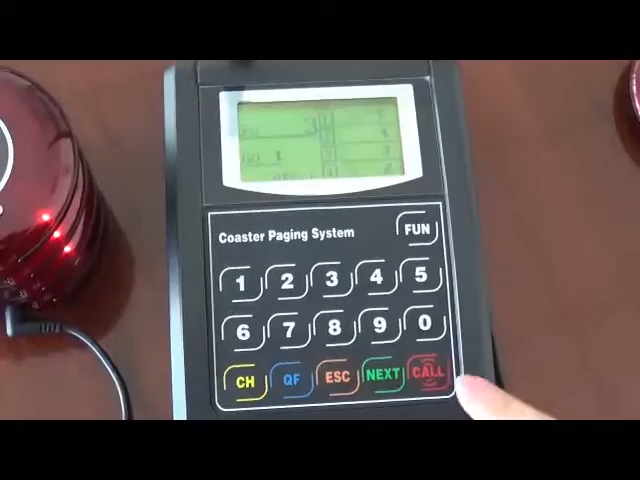 Coaster Paging System
FUN
1 2 3 4 5
6 7 8 9 0
CH QF ESC NEXT CALL